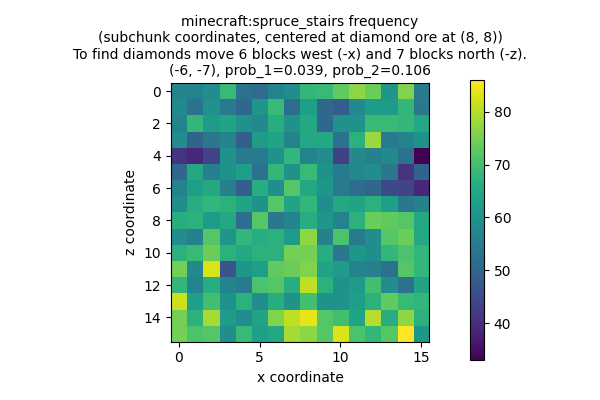 minecraft:spruce_stairs frequency
(subchunk coordinates, centered at diamond ore at (8, 8))
To find diamonds move 6 blocks west (-x) and 7 blocks north (-z).
(-6, -7), prob_1=0.039, prob_2=0.106
0
2
4
6
8
10
12
14
z coordinate
0 5 10 15
x coordinate
80
70
60
50
40